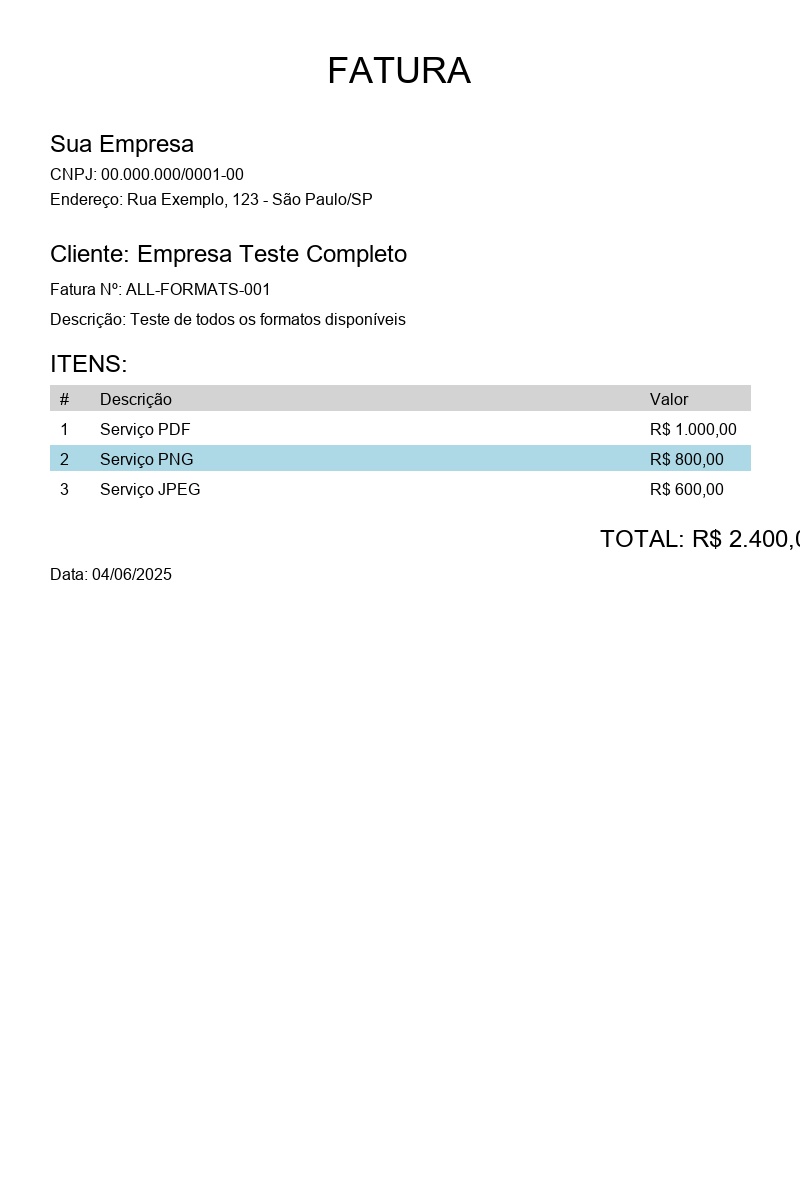 FATURA
Sua Empresa
CNPJ: 00.000.000/0001-00
Endereço: Rua Exemplo, 123 - São Paulo/SP
Cliente: Empresa Teste Completo
Fatura Nº: ALL-FORMATS-001
Descrição: Teste de todos os formatos disponíveis
ITENS:
# Descrição Valor
1 Serviço PDF R$ 1.000,00
2 Serviço PNG R$ 800,00
3 Serviço JPEG R$ 600,00
TOTAL: R$ 2.400,0
Data: 04/06/2025